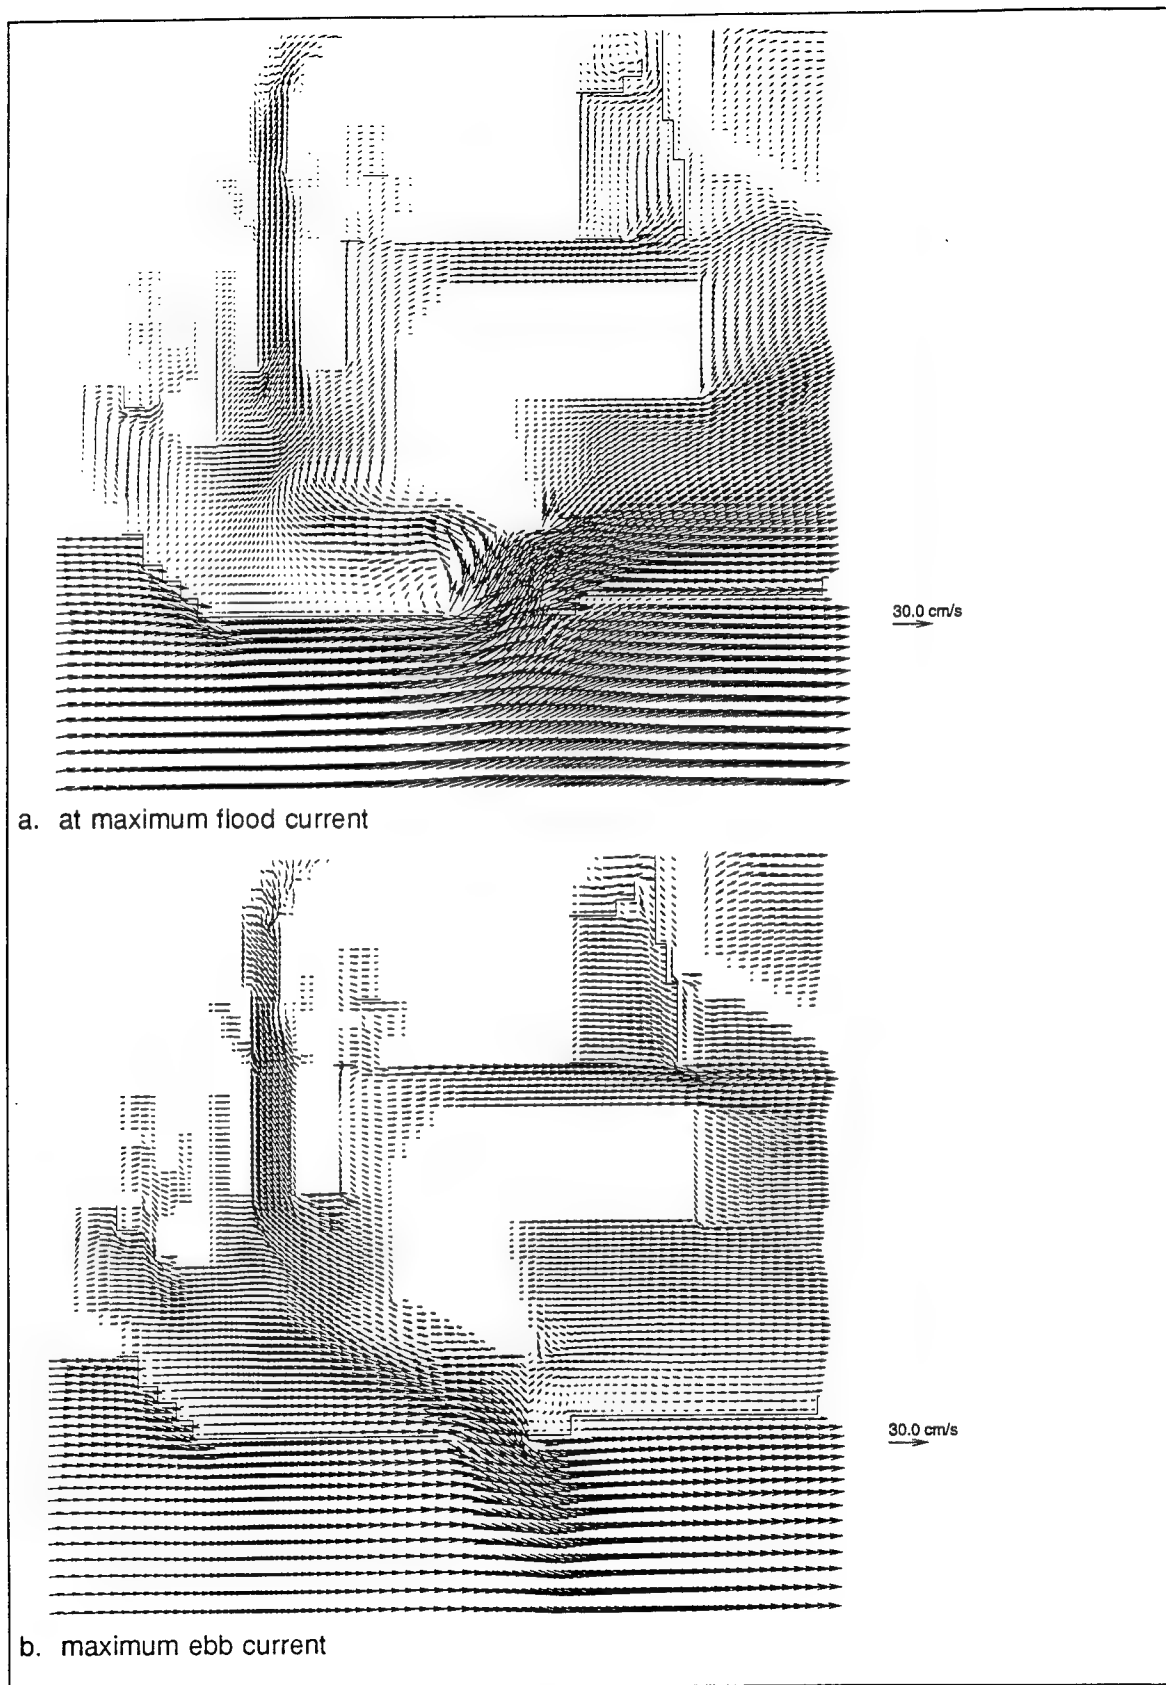 30.0 cm/s
a. at maximum flood current
30.0 cm/s
b. maximum ebb current